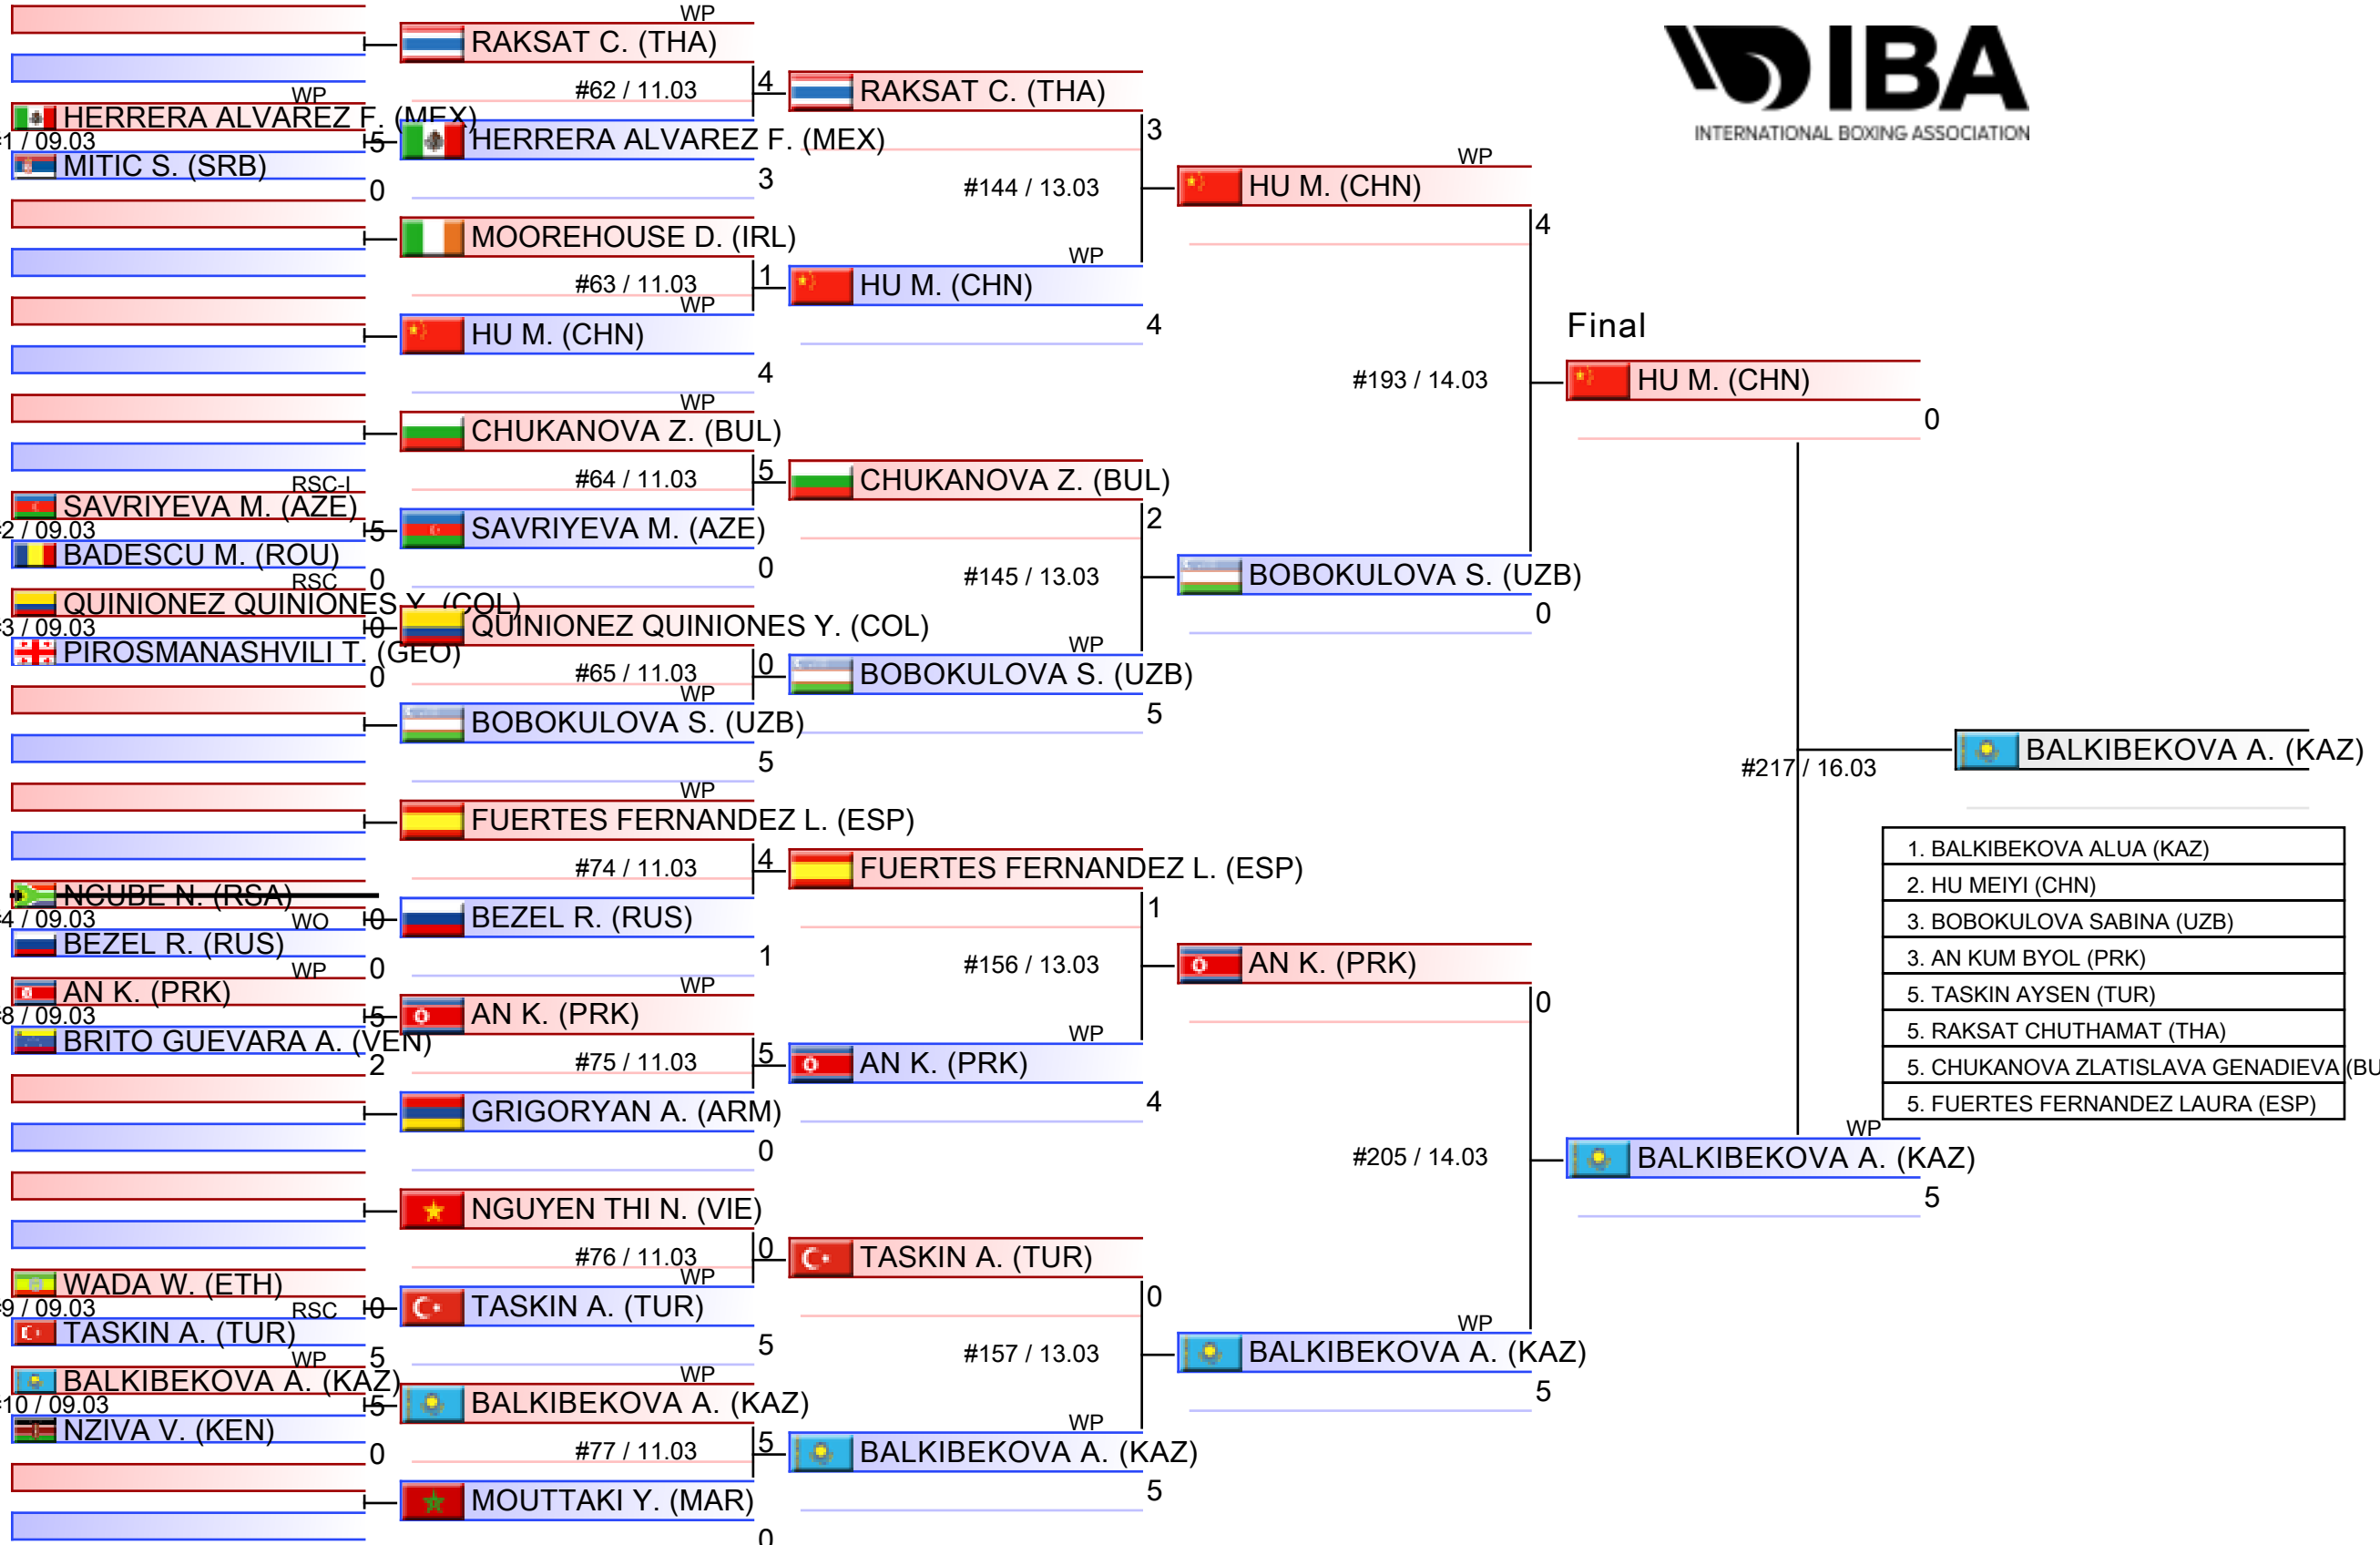 IBA
INTERNATIONAL BOXING ASSOCIATION
WP
HERRERA ALVAREZ F. (MEX)
1 / 09.03
5
MITIC S. (SRB)
0
RSC-I
SAVRIYEVA M. (AZE)
2 / 09.03
5
BADESCU M. (ROU)
0
RSC
QUINIONEZ QUINIONES Y. (COL)
3 / 09.03
0
PIROSMANASHVILI T. (GEO)
0
NCUBE N. (RSA)
4 / 09.03
WO
0
BEZEL R. (RUS)
0
WP
AN K. (PRK)
8 / 09.03
5
BRITO GUEVARA A. (VEN)
2
WADA W. (ETH)
9 / 09.03
RSC
0
TASKIN A. (TUR)
5
WP
BALKIBEKOVA A. (KAZ)
10 / 09.03
5
NZIVA V. (KEN)
0
WP
RAKSAT C. (THA)
#62 / 11.03
4
HERRERA ALVAREZ F. (MEX)
3
MOOREHOUSE D. (IRL)
#63 / 11.03
1
WP
HU M. (CHN)
4
WP
CHUKANOVA Z. (BUL)
#64 / 11.03
5
SAVRIYEVA M. (AZE)
0
QUINIONEZ QUINIONES Y. (COL)
#65 / 11.03
0
WP
BOBOKULOVA S. (UZB)
5
WP
FUERTES FERNANDEZ L. (ESP)
#74 / 11.03
4
BEZEL R. (RUS)
1
WP
AN K. (PRK)
#75 / 11.03
5
GRIGORYAN A. (ARM)
0
NGUYEN THI N. (VIE)
#76 / 11.03
0
WP
TASKIN A. (TUR)
5
WP
BALKIBEKOVA A. (KAZ)
#77 / 11.03
5
MOUTTAKI Y. (MAR)
0
RAKSAT C. (THA)
3
#144 / 13.03
WP
HU M. (CHN)
4
CHUKANOVA Z. (BUL)
2
#145 / 13.03
WP
BOBOKULOVA S. (UZB)
5
FUERTES FERNANDEZ L. (ESP)
1
#156 / 13.03
WP
AN K. (PRK)
4
TASKIN A. (TUR)
0
#157 / 13.03
WP
BALKIBEKOVA A. (KAZ)
5
WP
HU M. (CHN)
4
#193 / 14.03
BOBOKULOVA S. (UZB)
0
AN K. (PRK)
0
#205 / 14.03
WP
BALKIBEKOVA A. (KAZ)
5
Final
HU M. (CHN)
0
#217 / 16.03
WP
BALKIBEKOVA A. (KAZ)
5
BALKIBEKOVA A. (KAZ)
1. BALKIBEKOVA ALUA (KAZ)
2. HU MEIYI (CHN)
3. BOBOKULOVA SABINA (UZB)
3. AN KUM BYOL (PRK)
5. TASKIN AYSEN (TUR)
5. RAKSAT CHUTHAMAT (THA)
5. CHUKANOVA ZLATISLAVA GENADIEVA (BU
5. FUERTES FERNANDEZ LAURA (ESP)